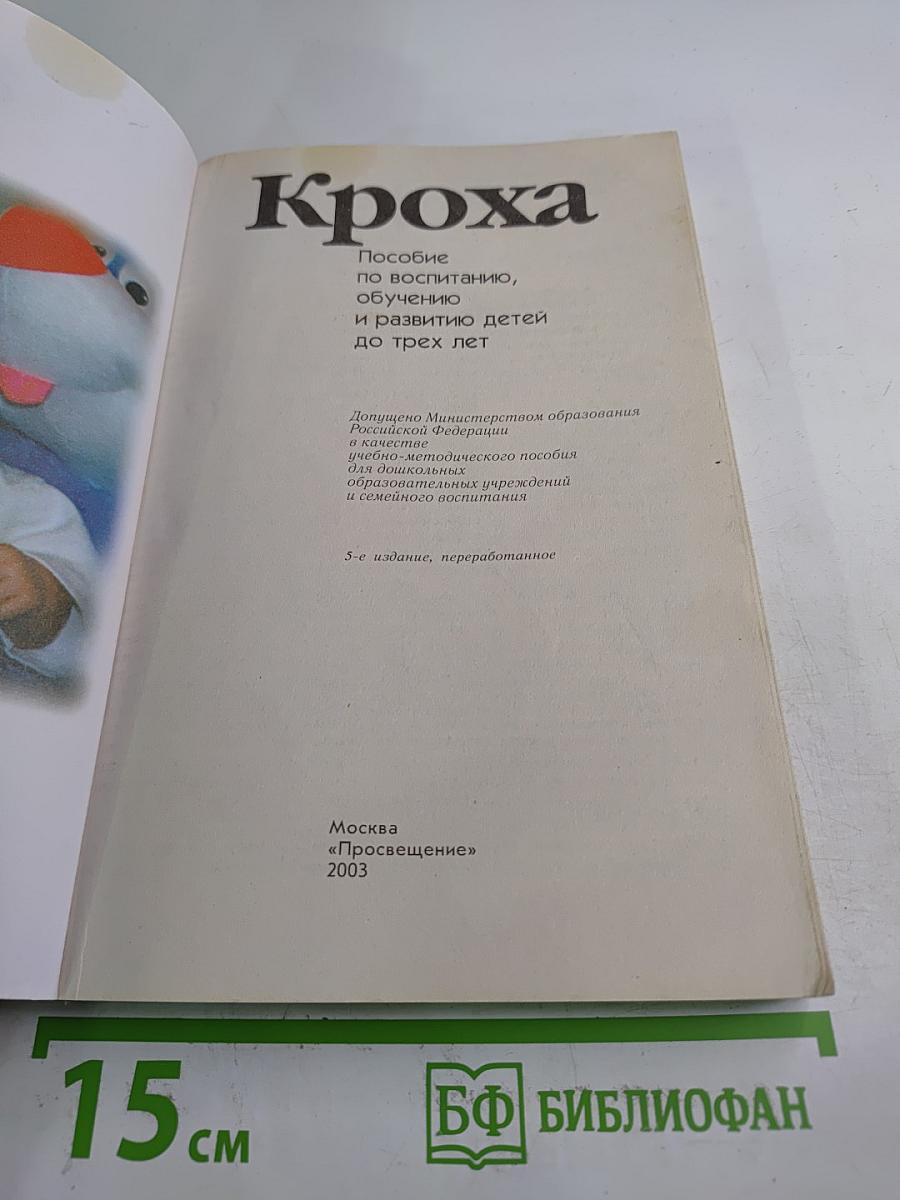 Кроха
Пособие
по воспитанию,
обучению
и развитию детей
до трех лет
Допущено Министерством образования
Российской Федерации
в качестве
учебно-методического пособия
для дошкольных
образовательных учреждений
и семейного воспитания
5-е издание, переработанное
Москва
«Просвещение»
2003
15 см
БФ БИБЛИОФАН